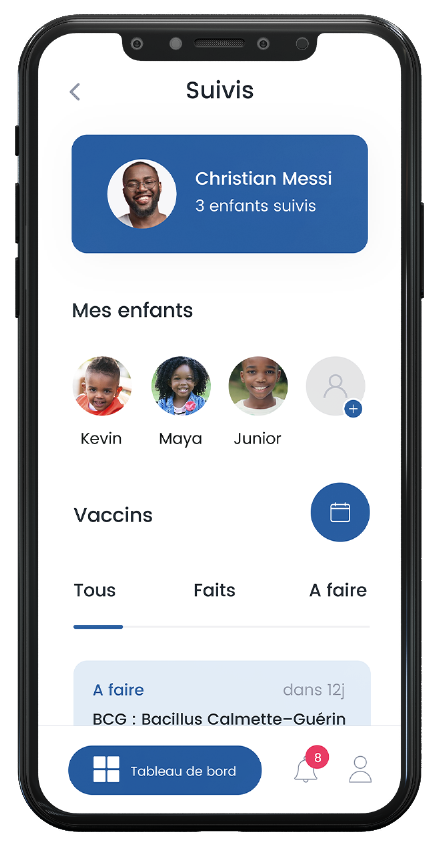 Suivis
Christian Messi
3 enfants suivis
Mes enfants
Kevin Maya Junior
Vaccins
Tous Faits A faire
A faire dans 12j
BCG : Bacillus Calmette–Guérin
Tableau de bord 8